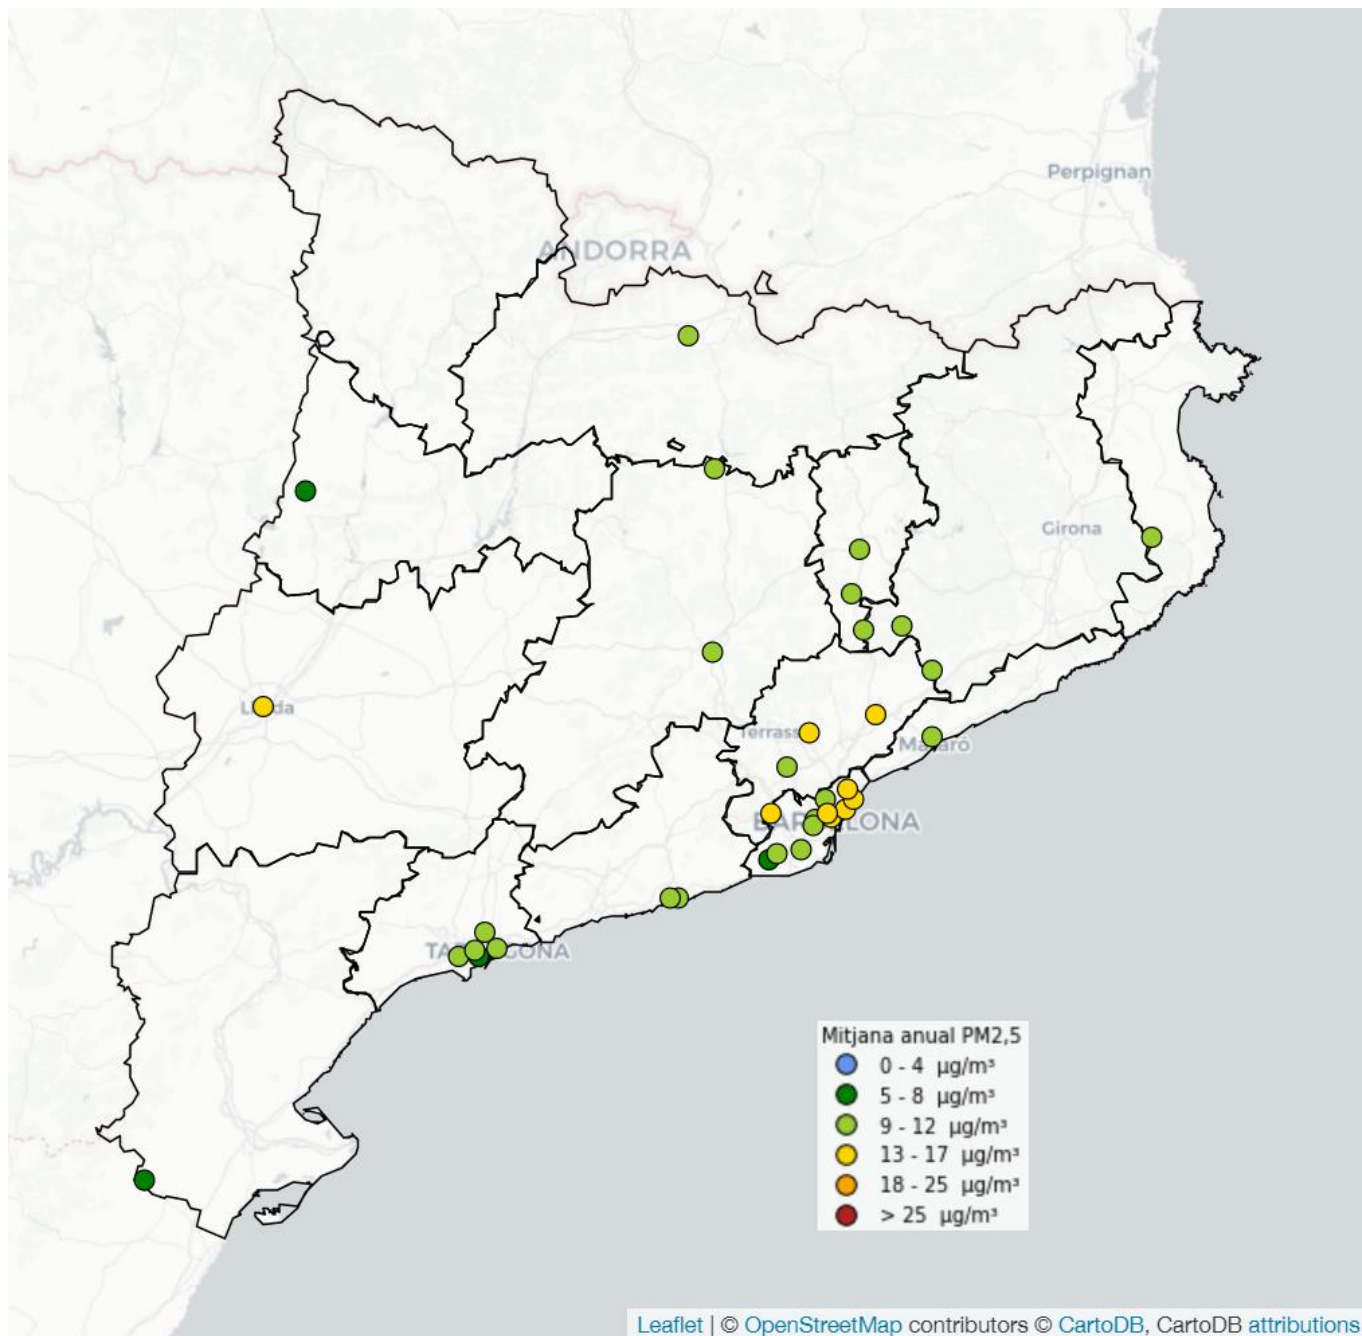 Perpignan
ANDORRA
Girona
Mataró
BARCELONA
TARRAGONA
Mitjana anual PM2,5
0 - 4 µg/m³
5 - 8 µg/m³
9 - 12 µg/m³
13 - 17 µg/m³
18 - 25 µg/m³
> 25 µg/m³
Leaflet | © OpenStreetMap contributors © CartoDB, CartoDB attributions